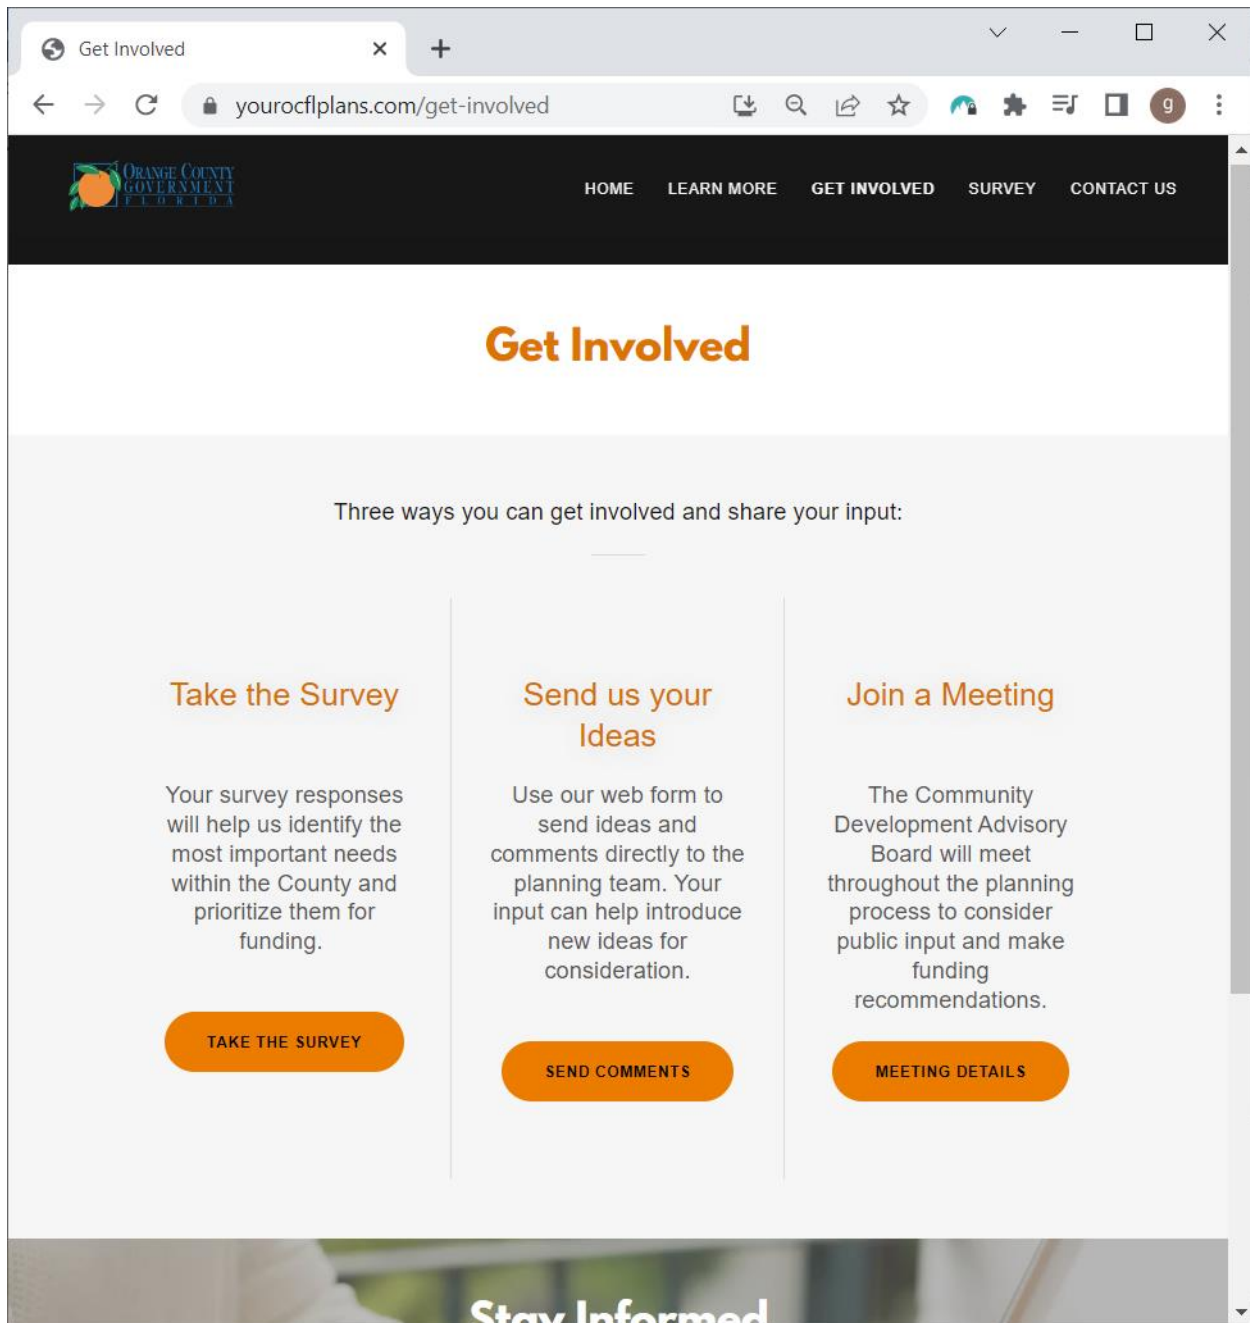 Get Involved
yourocflplans.com/get-involved
g
ORANGE COUNTY
GOVERNMENT
FLORIDA
HOME LEARN MORE GET INVOLVED SURVEY CONTACT US
Get Involved
Three ways you can get involved and share your input:
Take the Survey
Your survey responses
will help us identify the
most important needs
within the County and
prioritize them for
funding.
TAKE THE SURVEY
Send us your
Ideas
Use our web form to
send ideas and
comments directly to the
planning team. Your
input can help introduce
new ideas for
consideration.
SEND COMMENTS
Join a Meeting
The Community
Development Advisory
Board will meet
throughout the planning
process to consider
public input and make
funding
recommendations.
MEETING DETAILS
Stay Informed